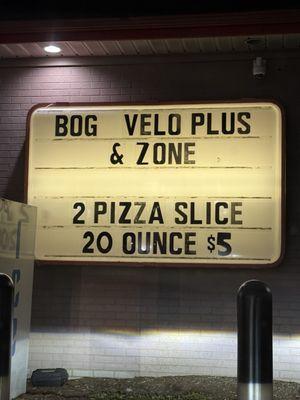 BOG VELO PLUS
& ZONE
2 PIZZA SLICE
20 OUNCE $5